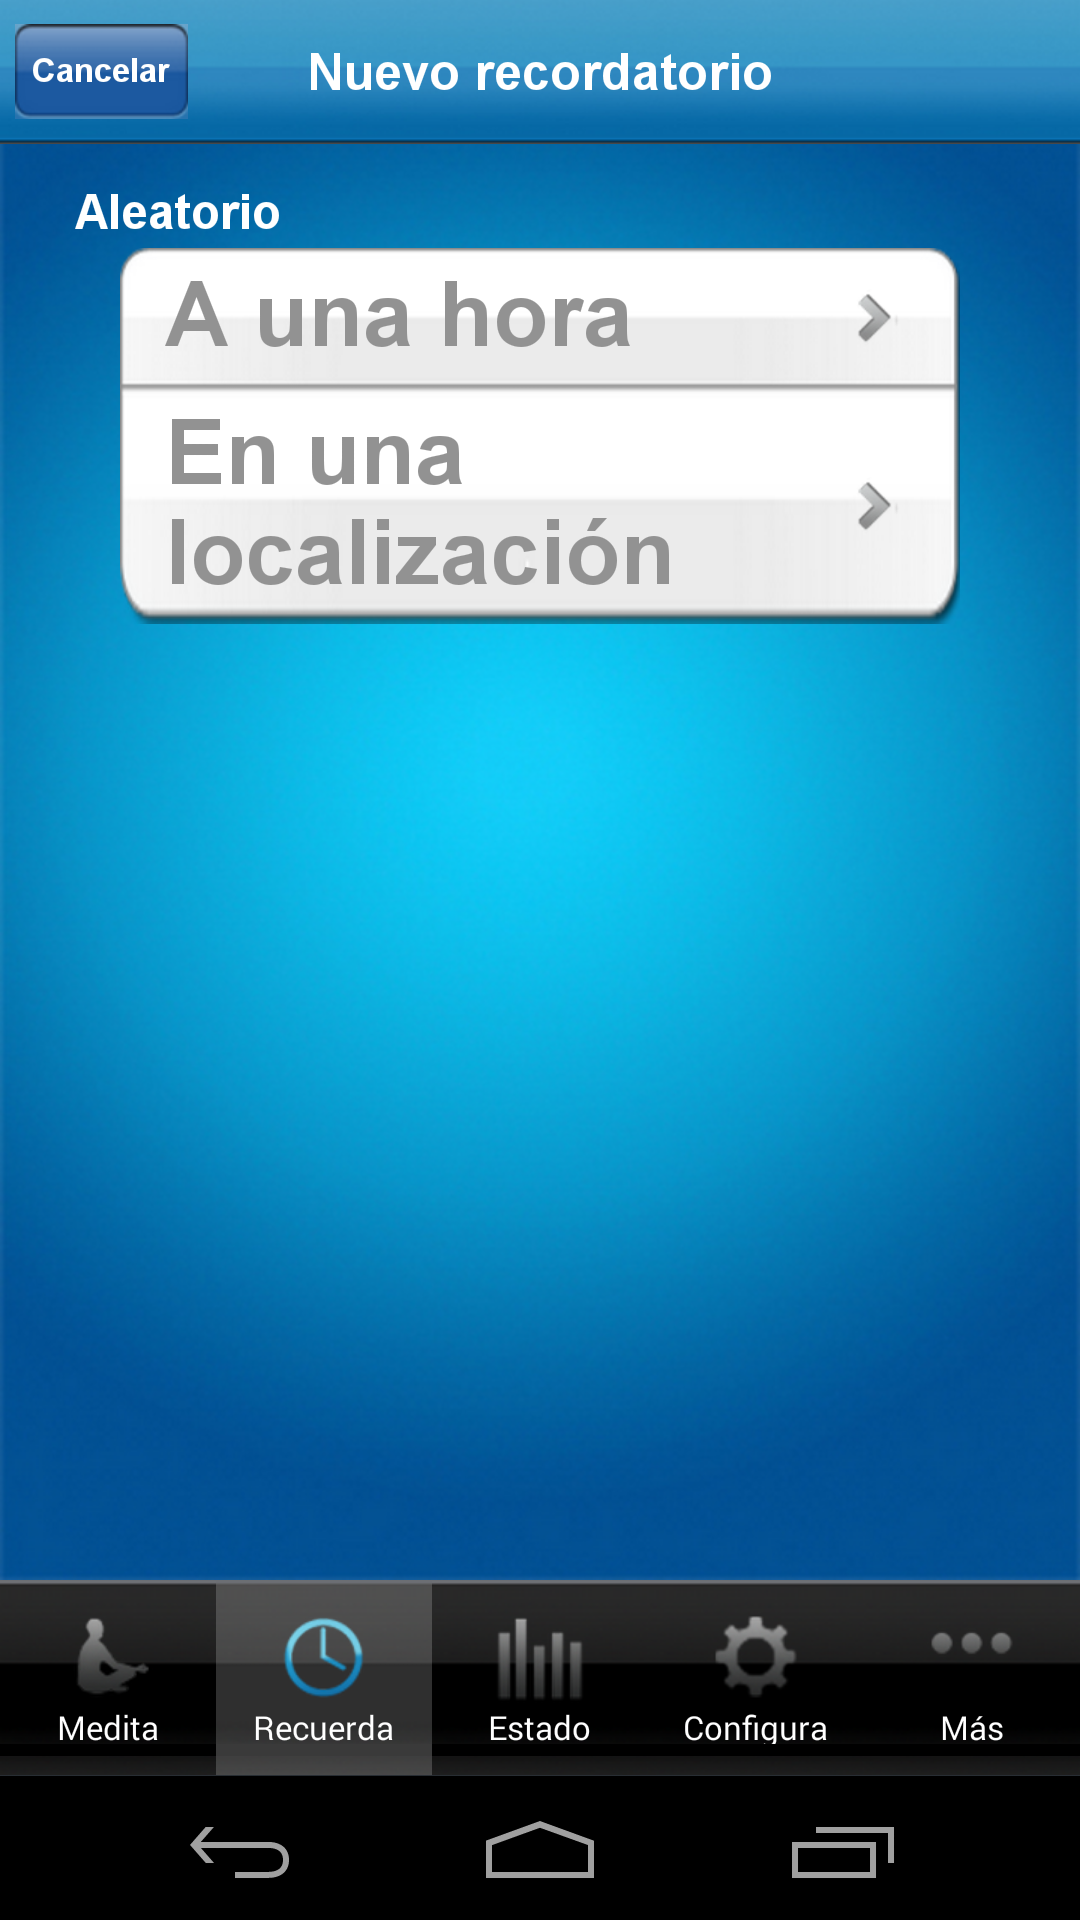 Cancelar
Nuevo recordatorio
Aleatorio
A una hora
En una
localización
Medita
Recuerda
Estado
Configura
Más